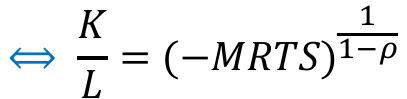 ⟺ K/L = (−MRTS)^(1/(1−ρ))